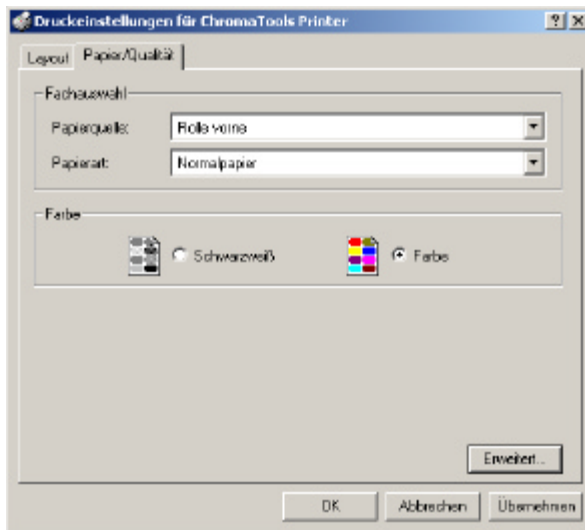 Druckeinstellungen für ChromaTools Printer
Layout Papier/Qualität
Fachauswahl
Papierquelle: Rolle vorne
Papierart: Normalpapier
Farbe
Schwarzweiß Farbe
Erweitert...
OK Abbrechen Übernehmen